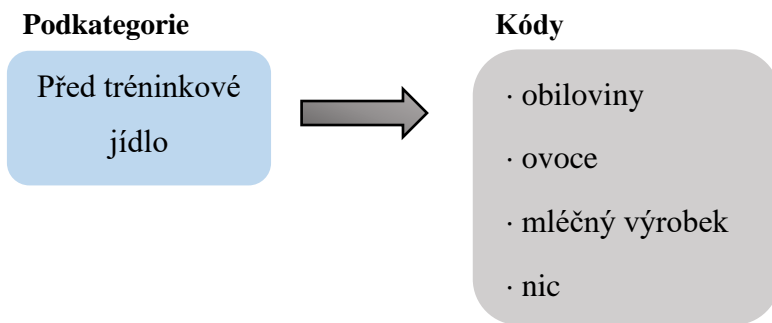 Podkategorie
Před tréninkové
jídlo
Kódy
· obiloviny
· ovoce
· mléčný výrobek
· nic